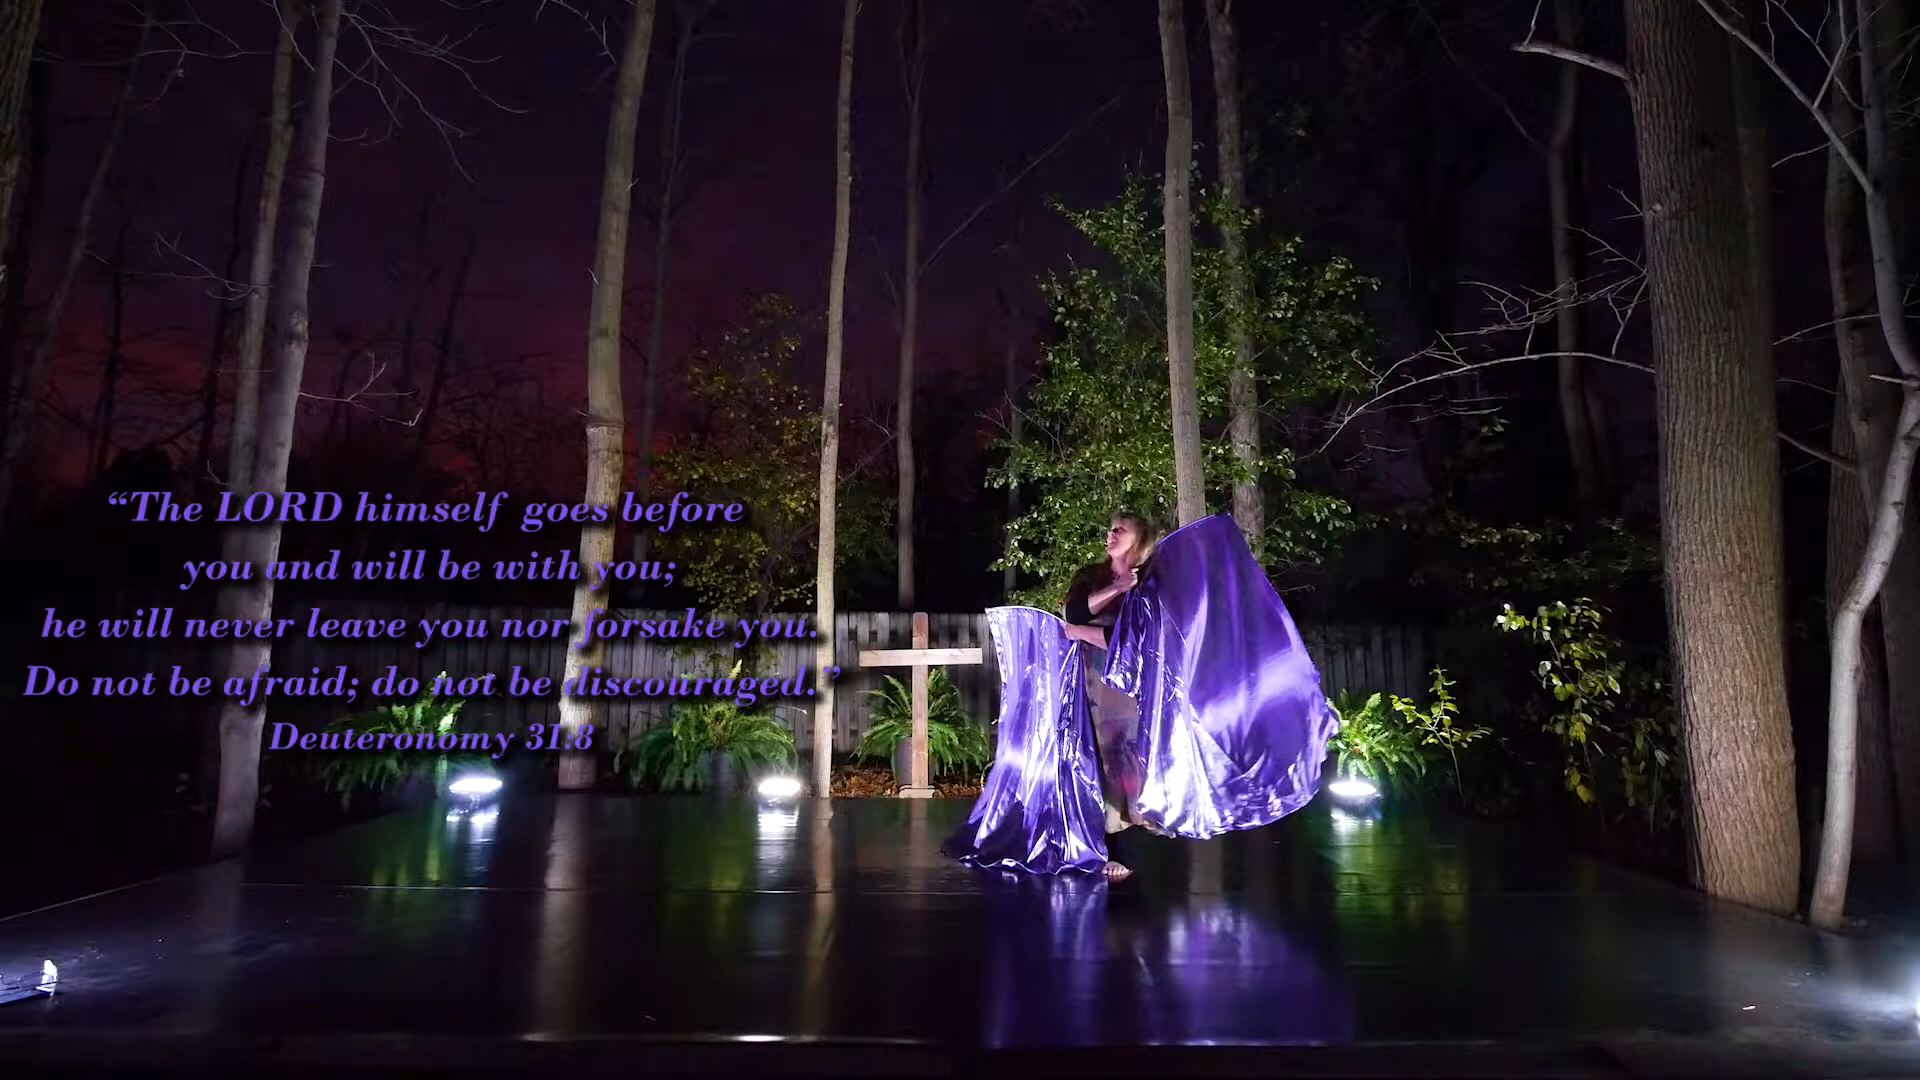 “The LORD himself goes before
you and will be with you;
he will never leave you nor forsake you.
Do not be afraid; do not be discouraged.”
Deuteronomy 31:8